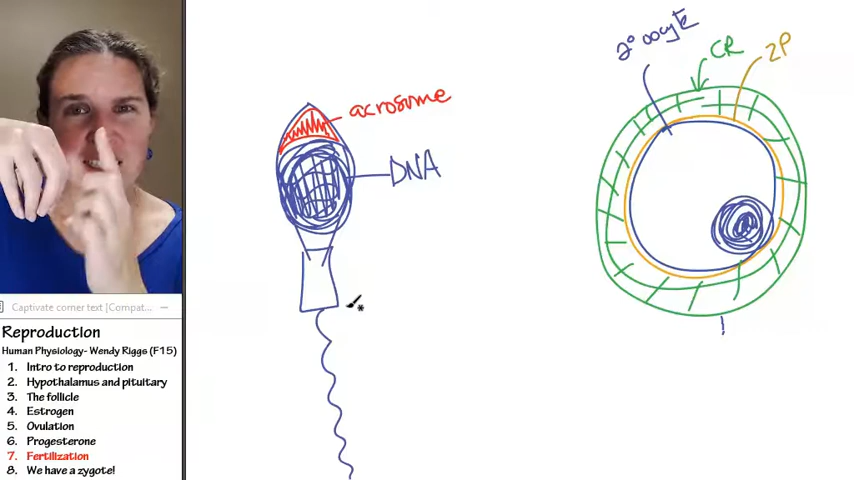 2° oocyte
CR
ZP
acrosome
DNA
Captivate corner text [Compat...
Reproduction
Human Physiology- Wendy Riggs (F15)
1. Intro to reproduction
2. Hypothalamus and pituitary
3. The follicle
4. Estrogen
5. Ovulation
6. Progesterone
7. Fertilization
8. We have a zygote!